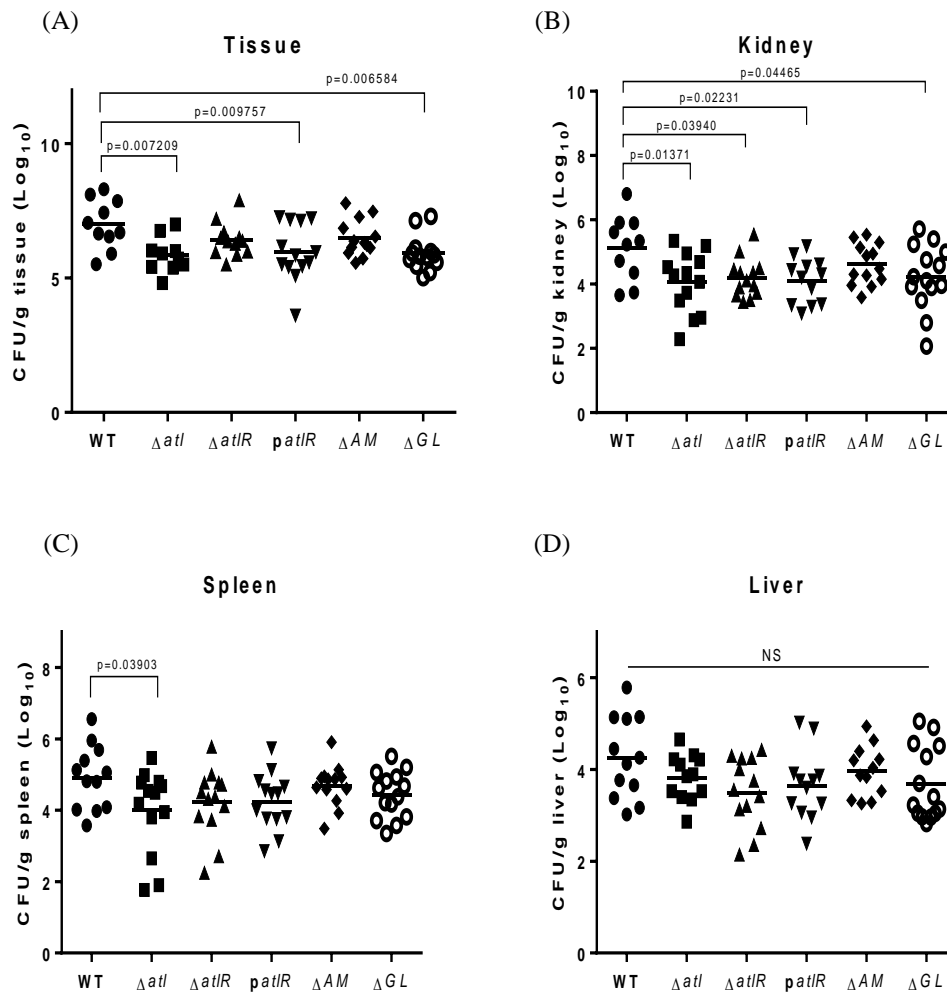 (A)
Tissue
p=0.006584
p=0.009757
p=0.007209
CFU/g tissue (Log10)
10
5
0
WT Δatl ΔatlR patlR ΔAM ΔGL
(B)
Kidney
p=0.04465
p=0.02231
p=0.03940
p=0.01371
CFU/g kidney (Log10)
10
8
6
4
2
0
WT Δatl ΔatlR patlR ΔAM ΔGL
(C)
Spleen
p=0.03903
CFU/g spleen (Log10)
8
6
4
2
0
WT Δatl ΔatlR patlR ΔAM ΔGL
(D)
Liver
NS
CFU/g liver (Log10)
6
4
2
0
WT Δatl ΔatlR patlR ΔAM ΔGL